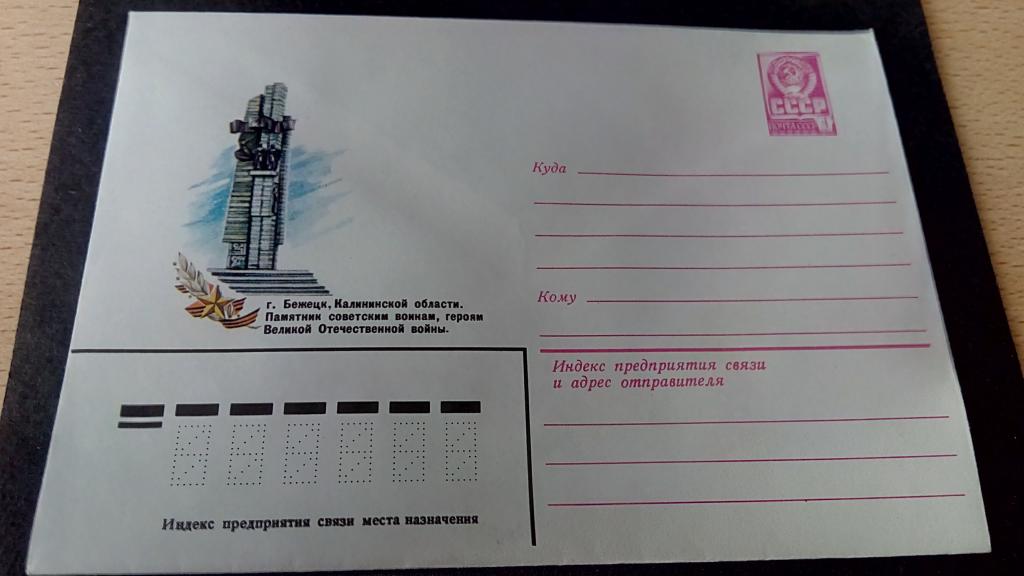 СССР
Куда
г. Бежецк, Калининской области.
Памятник советским воинам, героям
Великой Отечественной войны.
Кому
Индекс предприятия связи
и адрес отправителя
Индекс предприятия связи места назначения